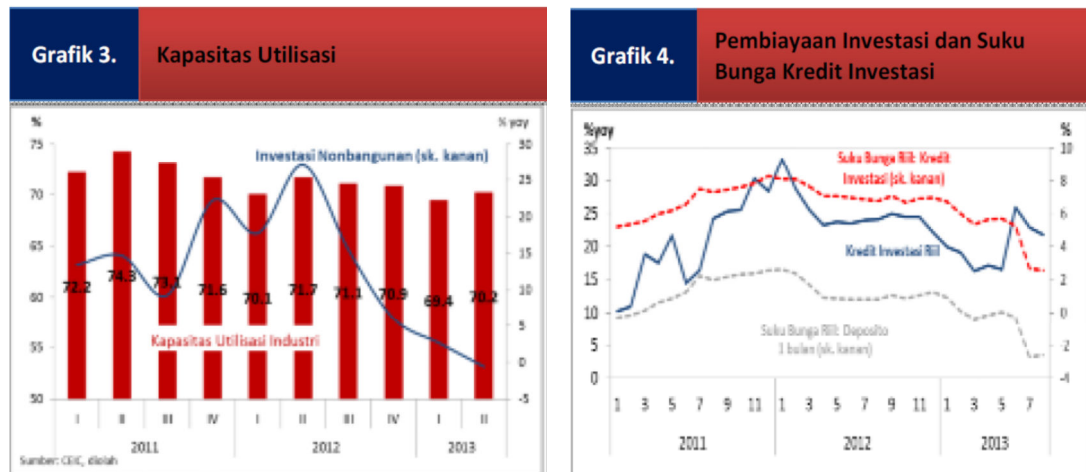 Grafik 3.
Kapasitas Utilisasi
%
% yoy
75
70
65
60
55
50
30
25
20
15
10
5
0
-5
Investasi Nonbangunan (sk. kanan)
72.2
74.3
73.1
71.6
70.1
71.7
71.1
70.9
69.4
70.2
Kapasitas Utilisasi Industri
I
II
III
IV
I
II
III
IV
I
II
2011
2012
2013
Sumber: CEIC, diolah
Grafik 4.
Pembiayaan Investasi dan Suku
Bunga Kredit Investasi
%yoy
%
35
30
25
20
15
10
5
0
10
8
6
4
2
0
-2
-4
Suku Bunga Riil: Kredit
Investasi (sk. kanan)
Kredit Investasi Riil
Suku Bunga Riil: Deposito
1 bulan (sk. kanan)
1
3
5
7
9
11
1
3
5
7
9
11
1
3
5
7
2011
2012
2013